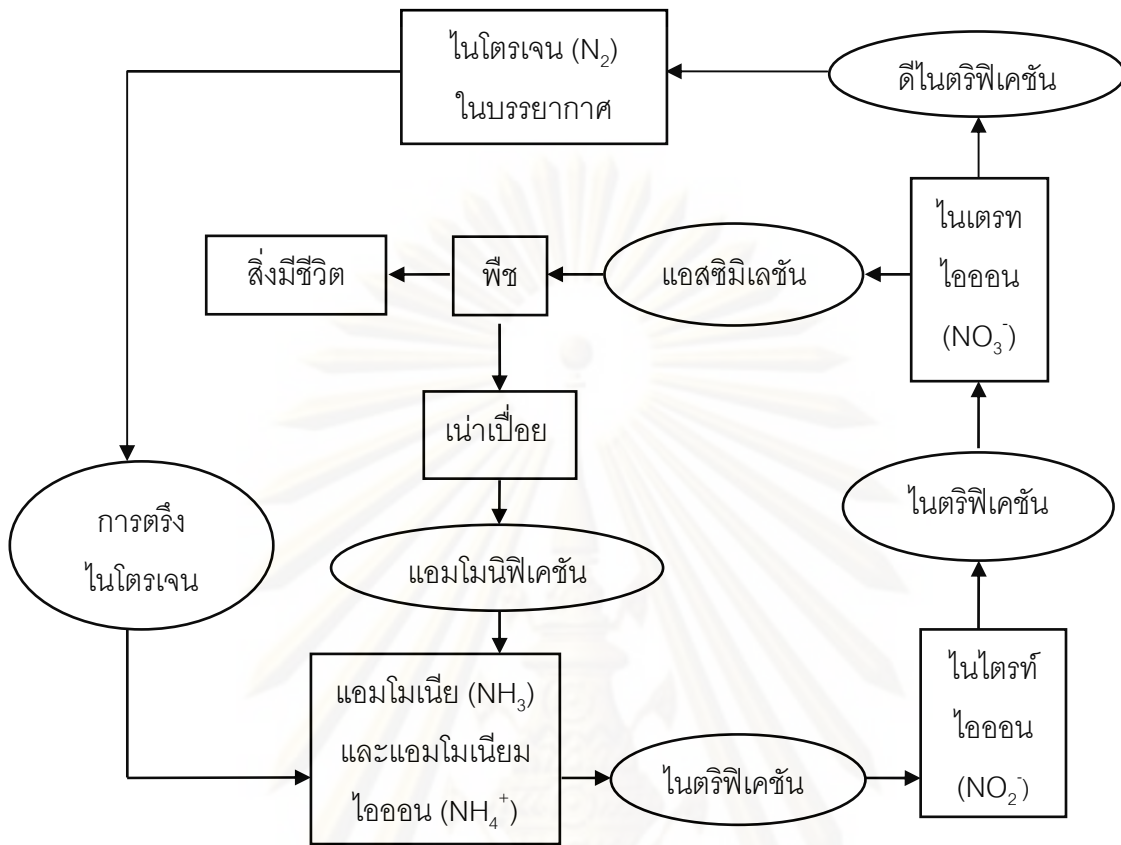 ไนโตรเจน (N₂)
ในบรรยากาศ
ดีไนตริฟิเคชัน
ไนเตรท
ไอออน
(NO₃⁻)
แอสซิมิเลชัน
พืช
สิ่งมีชีวิต
เน่าเปื่อย
การตรึง
ไนโตรเจน
แอมโมนิฟิเคชัน
ไนตริฟิเคชัน
แอมโมเนีย (NH₃)
และแอมโมเนียม
ไอออน (NH₄⁺)
ไนตริฟิเคชัน
ไนไตรท์
ไอออน
(NO₂⁻)